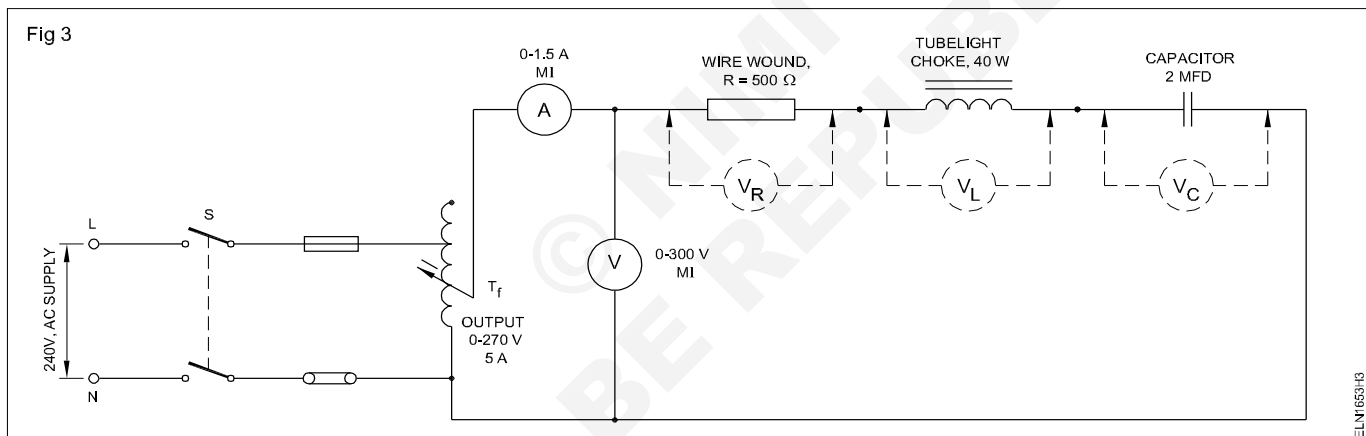 Fig 3
0-1.5 A
MI
A
WIRE WOUND,
R = 500 Ω
TUBELIGHT
CHOKE, 40 W
CAPACITOR
2 MFD
V_R
V_L
V_C
L
S
240V, AC SUPPLY
N
T_f
OUTPUT
0-270 V
5 A
V
0-300 V
MI
© NIMI
BE REPUBL
ELN1653H3